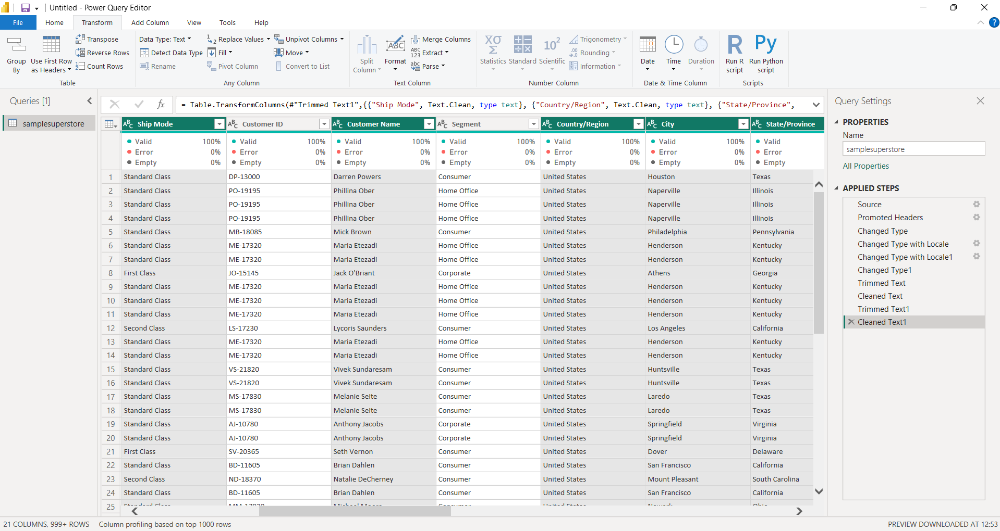 Untitled - Power Query Editor
File Home Transform Add Column View Tools Help
Group By
Use First Row as Headers
Transpose
Reverse Rows
Count Rows
Table
Data Type: Text
Detect Data Type
Rename
Replace Values
Fill
Pivot Column
Unpivot Columns
Move
Convert to List
Any Column
Split Column
Format
Merge Columns
Extract
Parse
Text Column
Statistics
Standard
Scientific
Trigonometry
Rounding
Information
Number Column
Date
Time
Duration
Date & Time Column
Run R script
Run Python script
Scripts
Queries [1]
samplesuperstore
fx
= Table.TransformColumns(#"Trimmed Text1",{{"Ship Mode", Text.Clean, type text}, {"Country/Region", Text.Clean, type text}, {"State/Province",
Ship Mode Customer ID Customer Name Segment Country/Region City State/Province
Valid 100% Valid 100% Valid 100% Valid 100% Valid 100% Valid 100% Valid
Error 0% Error 0% Error 0% Error 0% Error 0% Error 0% Error
Empty 0% Empty 0% Empty 0% Empty 0% Empty 0% Empty 0% Empty
1 Standard Class DP-13000 Darren Powers Consumer United States Houston Texas
2 Standard Class PO-19195 Phillina Ober Home Office United States Naperville Illinois
3 Standard Class PO-19195 Phillina Ober Home Office United States Naperville Illinois
4 Standard Class PO-19195 Phillina Ober Home Office United States Naperville Illinois
5 Standard Class MB-18085 Mick Brown Consumer United States Philadelphia Pennsylvania
6 Standard Class ME-17320 Maria Etezadi Home Office United States Henderson Kentucky
7 Standard Class ME-17320 Maria Etezadi Home Office United States Henderson Kentucky
8 First Class JO-15145 Jack O'Briant Corporate United States Athens Georgia
9 Standard Class ME-17320 Maria Etezadi Home Office United States Henderson Kentucky
10 Standard Class ME-17320 Maria Etezadi Home Office United States Henderson Kentucky
11 Standard Class ME-17320 Maria Etezadi Home Office United States Henderson Kentucky
12 Second Class LS-17230 Lycoris Saunders Consumer United States Los Angeles California
13 Standard Class ME-17320 Maria Etezadi Home Office United States Henderson Kentucky
14 Standard Class ME-17320 Maria Etezadi Home Office United States Henderson Kentucky
15 Standard Class VS-21820 Vivek Sundaresam Consumer United States Huntsville Texas
16 Standard Class VS-21820 Vivek Sundaresam Consumer United States Huntsville Texas
17 Standard Class MS-17830 Melanie Seite Consumer United States Laredo Texas
18 Standard Class MS-17830 Melanie Seite Consumer United States Laredo Texas
19 Standard Class AJ-10780 Anthony Jacobs Corporate United States Springfield Virginia
20 Standard Class AJ-10780 Anthony Jacobs Corporate United States Springfield Virginia
21 First Class SV-20365 Seth Vernon Consumer United States Dover Delaware
22 Standard Class BD-11605 Brian Dahlen Consumer United States San Francisco California
23 Second Class ND-18370 Natalie DeCherney Consumer United States Mount Pleasant South Carolina
24 Standard Class BD-11605 Brian Dahlen Consumer United States San Francisco California
25
Query Settings
PROPERTIES
Name
samplesuperstore
All Properties
APPLIED STEPS
Source
Promoted Headers
Changed Type
Changed Type with Locale
Changed Type with Locale1
Changed Type1
Trimmed Text
Cleaned Text
Trimmed Text1
Cleaned Text1
21 COLUMNS, 999+ ROWS Column profiling based on top 1000 rows
PREVIEW DOWNLOADED AT 12:53